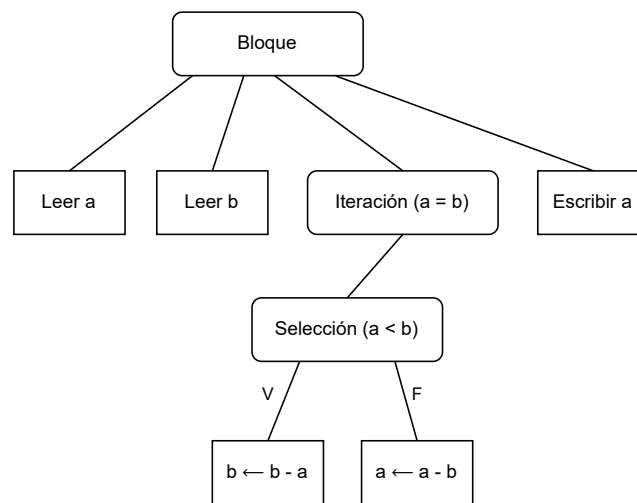 Bloque
Leer a
Leer b
Iteración (a = b)
Escribir a
Selección (a < b)
V
F
b ← b - a
a ← a - b